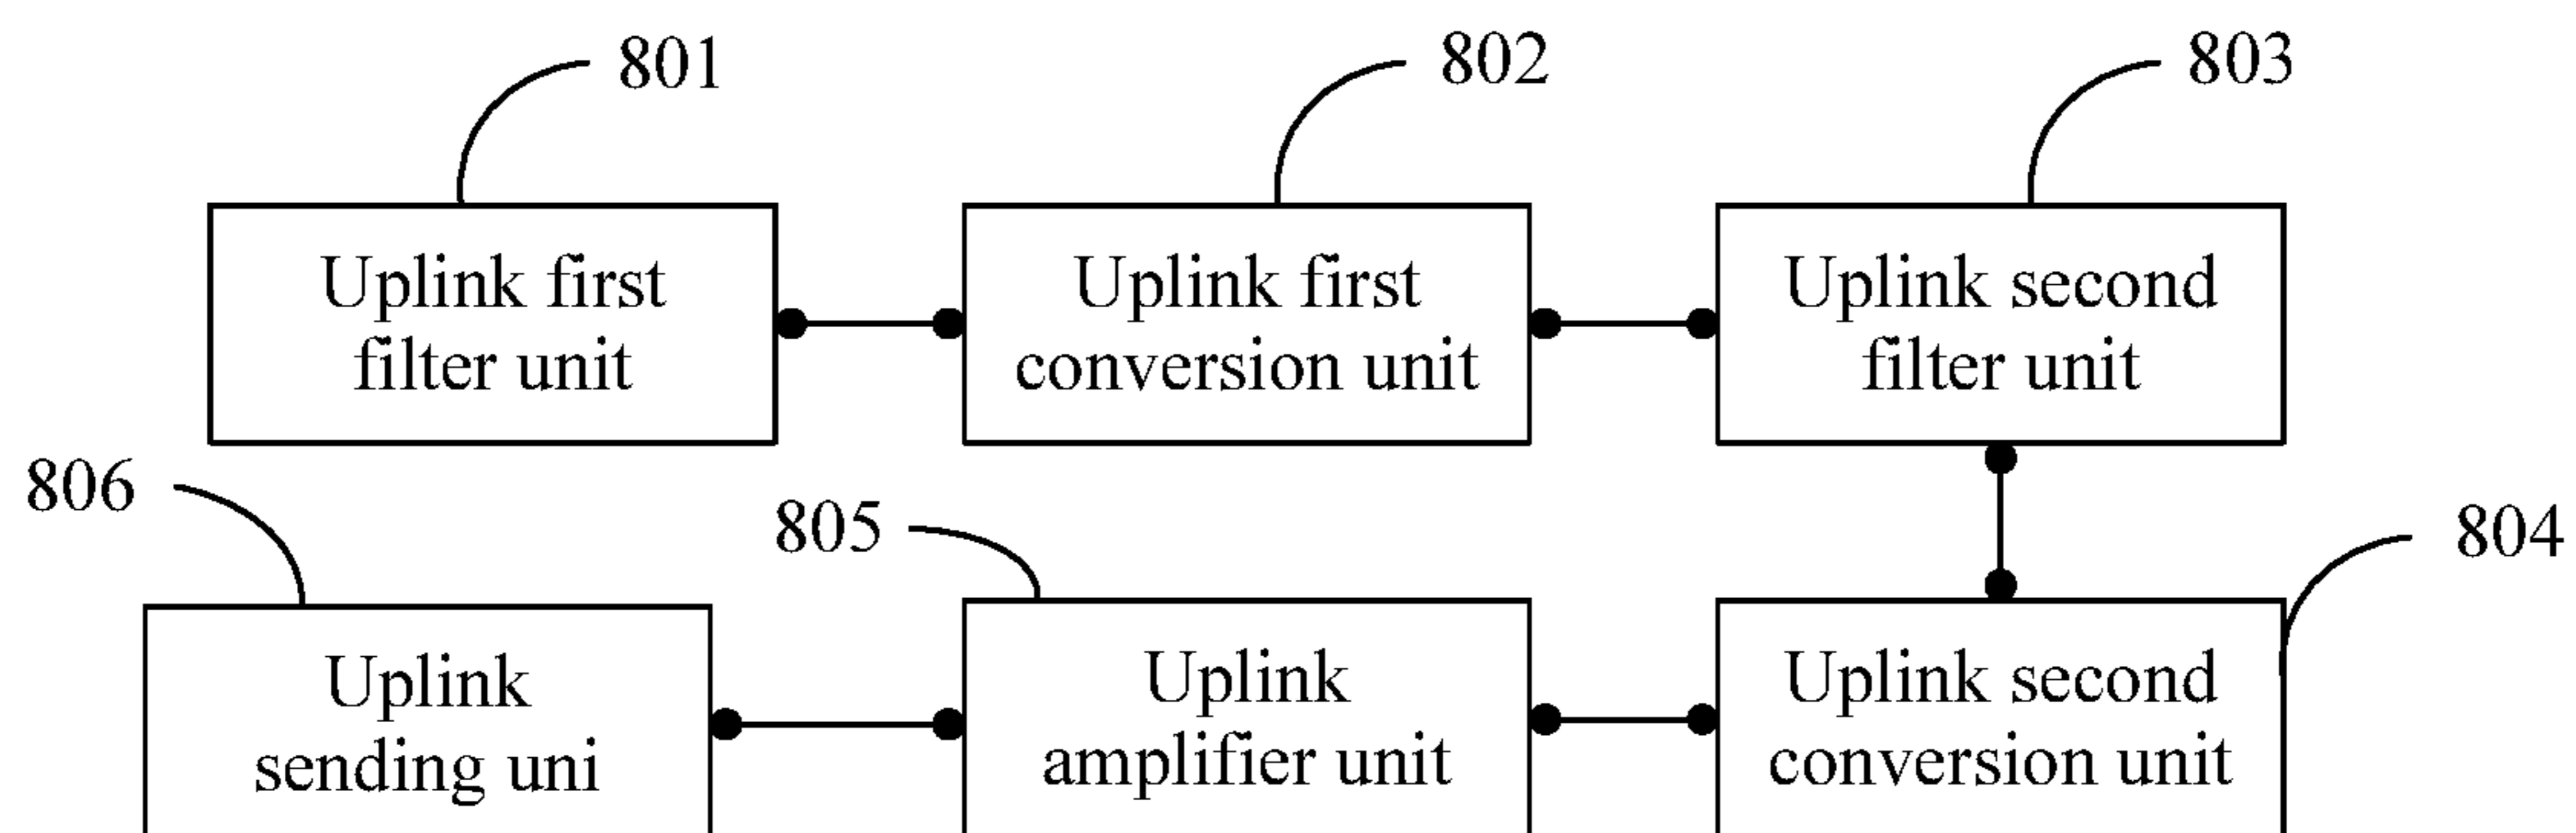 801
802
803
Uplink first
filter unit
Uplink first
conversion unit
Uplink second
filter unit
806
805
804
Uplink
sending uni
Uplink
amplifier unit
Uplink second
conversion unit